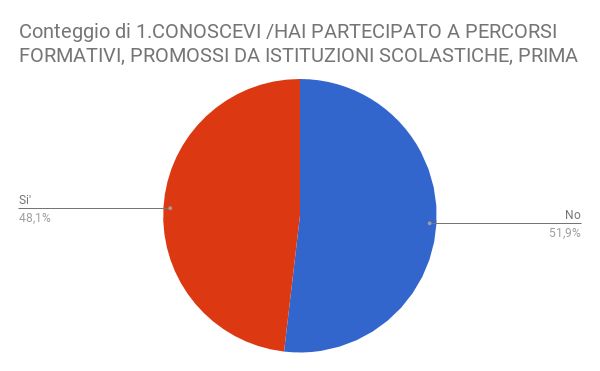 Conteggio di 1.CONOSCEVI /HAI PARTECIPATO A PERCORSI
FORMATIVI, PROMOSSI DA ISTITUZIONI SCOLASTICHE, PRIMA
Si'
48,1%
No
51,9%